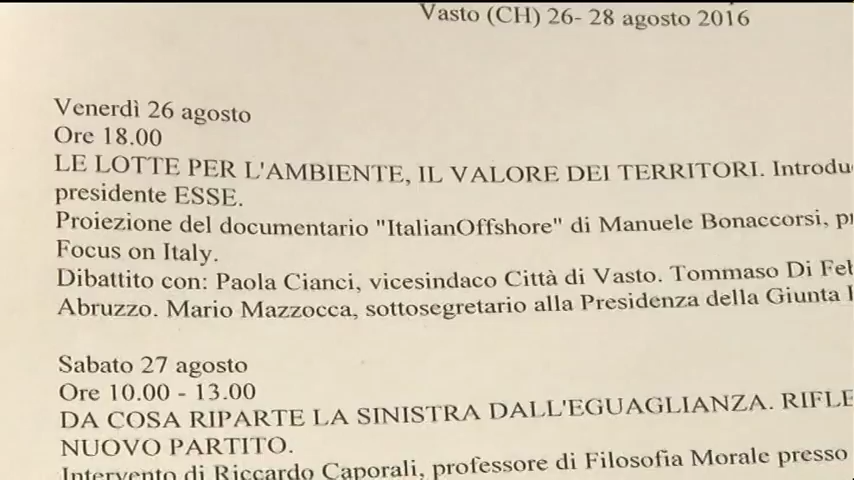 Vasto (CH) 26- 28 agosto 2016
Venerdì 26 agosto
Ore 18.00
LE LOTTE PER L'AMBIENTE, IL VALORE DEI TERRITORI.
presidente ESSE.
Proiezione del documentario "ItalianOffshore" di Manuele Bonaccorsi,
Focus on Italy.
Dibattito con: Paola Cianci, vicesindaco Città di Vasto. Tommaso Di
Abruzzo. Mario Mazzocca, sottosegretario alla Presidenza della Giunta
Sabato 27 agosto
Ore 10.00 - 13.00
DA COSA RIPARTE LA SINISTRA DALL'EGUAGLIANZA.
NUOVO PARTITO.
Intervento di Riccardo Caporali, professore di Filosofia Morale presso